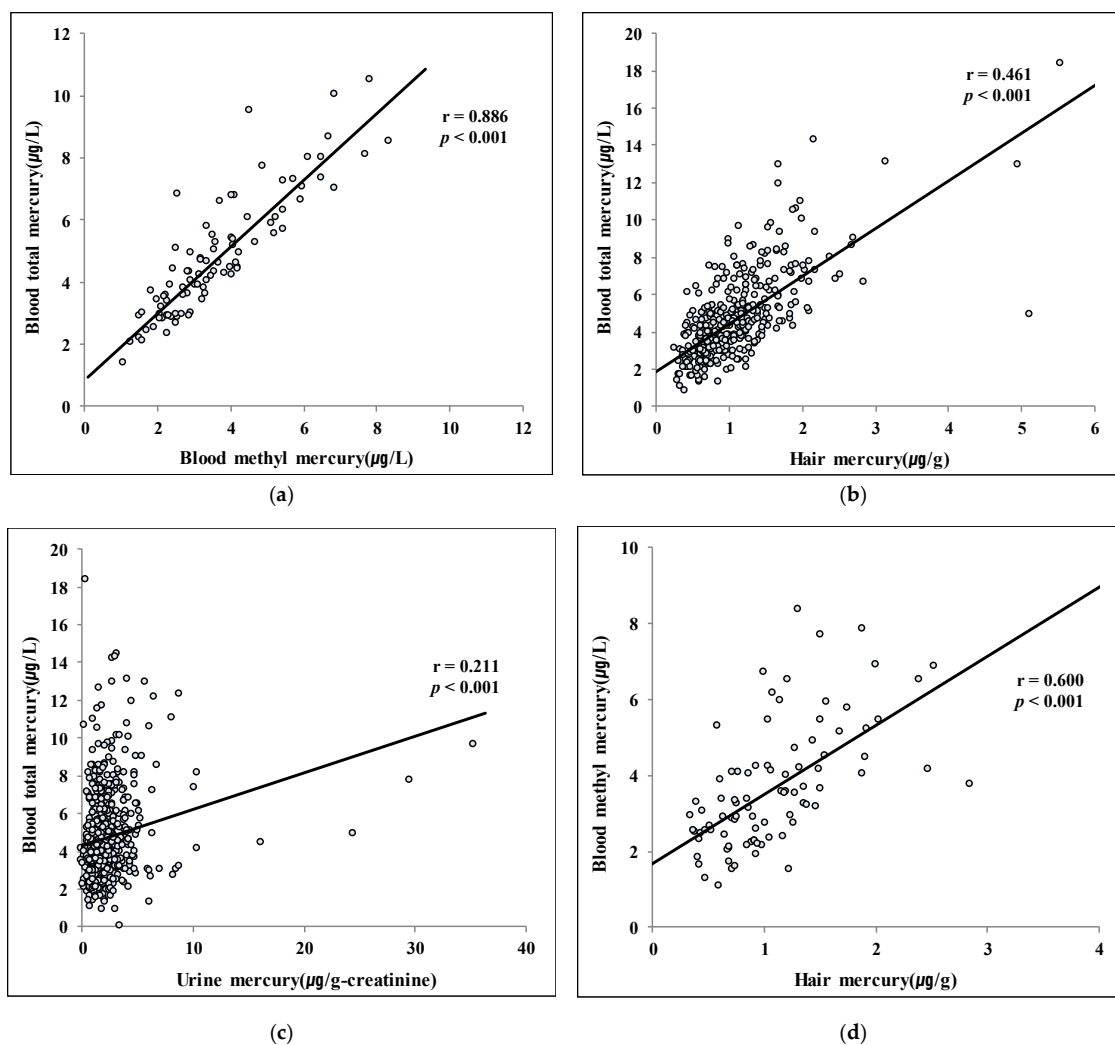 12
10
8
6
4
2
0
Blood total mercury(㎍/L)
r = 0.886
p < 0.001
0 2 4 6 8 10 12
Blood methyl mercury(㎍/L)
(a)
20
18
16
14
12
10
8
6
4
2
0
Blood total mercury(㎍/L)
r = 0.461
p < 0.001
0 1 2 3 4 5 6
Hair mercury(㎍/g)
(b)
20
18
16
14
12
10
8
6
4
2
0
Blood total mercury(㎍/L)
r = 0.211
p < 0.001
0 10 20 30 40
Urine mercury(㎍/g-creatinine)
(c)
10
8
6
4
2
0
Blood methyl mercury(㎍/L)
r = 0.600
p < 0.001
0 1 2 3 4
Hair mercury(㎍/g)
(d)